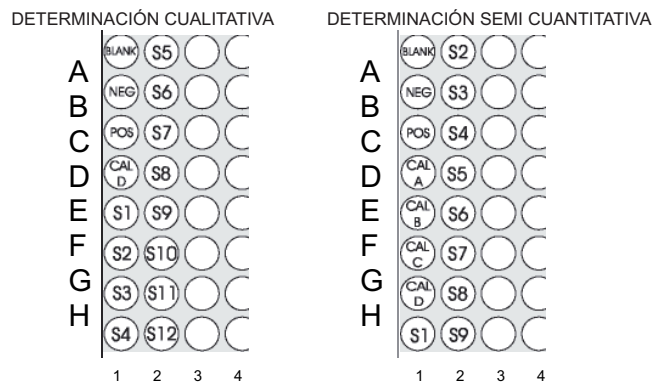 DETERMINACIÓN CUALITATIVA
A
B
C
D
E
F
G
H
BLANK S5
NEG S6
POS S7
CAL D S8
S1 S9
S2 S10
S3 S11
S4 S12
1 2 3 4
DETERMINACIÓN SEMI CUANTITATIVA
A
B
C
D
E
F
G
H
BLANK S2
NEG S3
POS S4
CAL A S5
CAL B S6
CAL C S7
CAL D S8
S1 S9
1 2 3 4